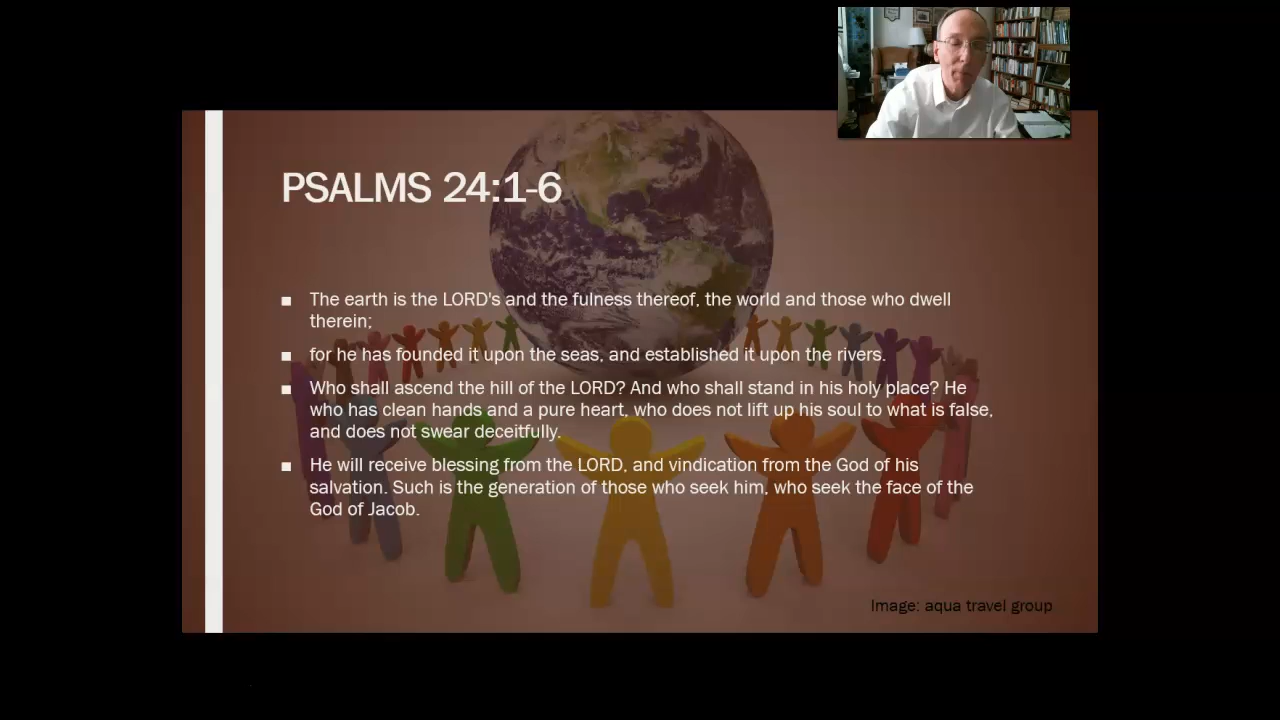 PSALMS 24:1-6
The earth is the LORD's and the fulness thereof, the world and those who dwell
therein;
for he has founded it upon the seas, and established it upon the rivers.
Who shall ascend the hill of the LORD? And who shall stand in his holy place? He
who has clean hands and a pure heart, who does not lift up his soul to what is false,
and does not swear deceitfully.
He will receive blessing from the LORD, and vindication from the God of his
salvation. Such is the generation of those who seek him, who seek the face of the
God of Jacob.
Image: aqua travel group